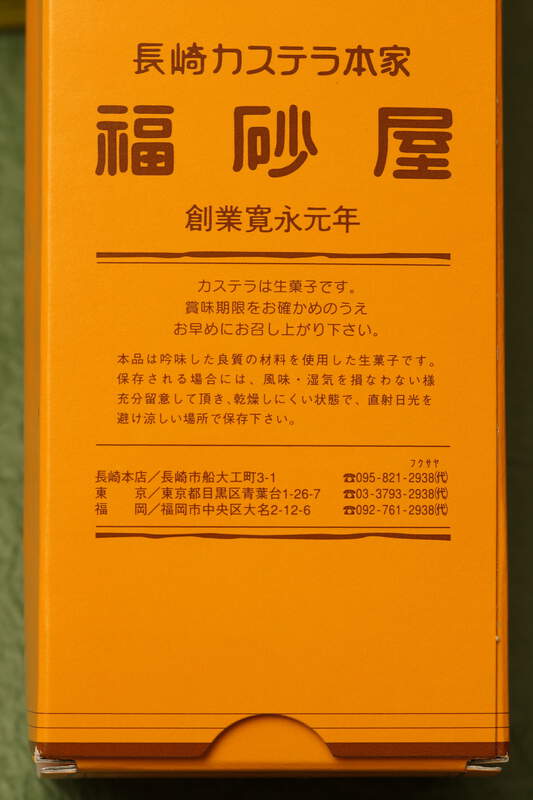 長崎カステラ本家
福砂屋
創業寛永元年
カステラは生菓子です。
賞味期限をお確かめのうえ
お早めにお召し上がり下さい。
本品は吟味した良質の材料を使用した生菓子です。
保存される場合には、風味・湿気を損なわない様
充分留意して頂き、乾燥しにくい状態で、直射日光を
避け涼しい場所で保存下さい。
フクサヤ
長崎本店／長崎市船大工町3-1 ☎095-821-2938㈹
東　京／東京都目黒区青葉台1-26-7 ☎03-3793-2938㈹
福　岡／福岡市中央区大名2-12-6 ☎092-761-2938㈹